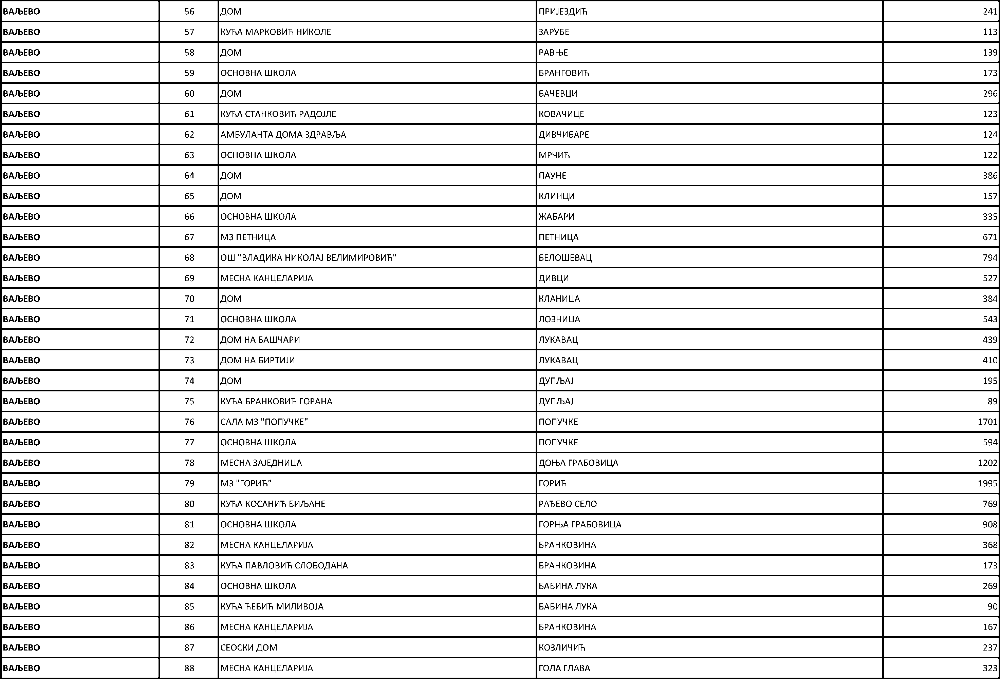 ВАЉЕВО 56 ДОМ ПРИЈЕЗДИЋ 241
ВАЉЕВО 57 КУЋА МАРКОВИЋ НИКОЛЕ ЗАРУБЕ 113
ВАЉЕВО 58 ДОМ РАВЊЕ 139
ВАЉЕВО 59 ОСНОВНА ШКОЛА БРАНГОВИЋ 173
ВАЉЕВО 60 ДОМ БАЧЕВЦИ 296
ВАЉЕВО 61 КУЋА СТАНКОВИЋ РАДОЈЛЕ КОВАЧИЦЕ 123
ВАЉЕВО 62 АМБУЛАНТА ДОМА ЗДРАВЉА ДИВЧИБАРЕ 124
ВАЉЕВО 63 ОСНОВНА ШКОЛА МРЧИЋ 122
ВАЉЕВО 64 ДОМ ПАУНЕ 386
ВАЉЕВО 65 ДОМ КЛИНЦИ 157
ВАЉЕВО 66 ОСНОВНА ШКОЛА ЖАБАРИ 335
ВАЉЕВО 67 МЗ ПЕТНИЦА ПЕТНИЦА 671
ВАЉЕВО 68 ОШ "ВЛАДИКА НИКОЛАЈ ВЕЛИМИРОВИЋ" БЕЛОШЕВАЦ 794
ВАЉЕВО 69 МЕСНА КАНЦЕЛАРИЈА ДИВЦИ 527
ВАЉЕВО 70 ДОМ КЛАНИЦА 384
ВАЉЕВО 71 ОСНОВНА ШКОЛА ЛОЗНИЦА 543
ВАЉЕВО 72 ДОМ НА БАШЧАРИ ЛУКАВАЦ 439
ВАЉЕВО 73 ДОМ НА БИРТИЈИ ЛУКАВАЦ 410
ВАЉЕВО 74 ДОМ ДУПЉАЈ 195
ВАЉЕВО 75 КУЋА БРАНКОВИЋ ГОРАНА ДУПЉАЈ 89
ВАЉЕВО 76 САЛА МЗ "ПОПУЧКЕ" ПОПУЧКЕ 1701
ВАЉЕВО 77 ОСНОВНА ШКОЛА ПОПУЧКЕ 594
ВАЉЕВО 78 МЕСНА ЗАЈЕДНИЦА ДОЊА ГРАБОВИЦА 1202
ВАЉЕВО 79 МЗ "ГОРИЋ" ГОРИЋ 1995
ВАЉЕВО 80 КУЋА КОСАНИЋ БИЉАНЕ РАЂЕВО СЕЛО 769
ВАЉЕВО 81 ОСНОВНА ШКОЛА ГОРЊА ГРАБОВИЦА 908
ВАЉЕВО 82 МЕСНА КАНЦЕЛАРИЈА БРАНКОВИНА 368
ВАЉЕВО 83 КУЋА ПАВЛОВИЋ СЛОБОДАНА БРАНКОВИНА 173
ВАЉЕВО 84 ОСНОВНА ШКОЛА БАБИНА ЛУКА 269
ВАЉЕВО 85 КУЋА ЋЕБИЋ МИЛИВОЈА БАБИНА ЛУКА 90
ВАЉЕВО 86 МЕСНА КАНЦЕЛАРИЈА БРАНКОВИНА 167
ВАЉЕВО 87 СЕОСКИ ДОМ КОЗЛИЧИЋ 237
ВАЉЕВО 88 МЕСНА КАНЦЕЛАРИЈА ГОЛА ГЛАВА 323